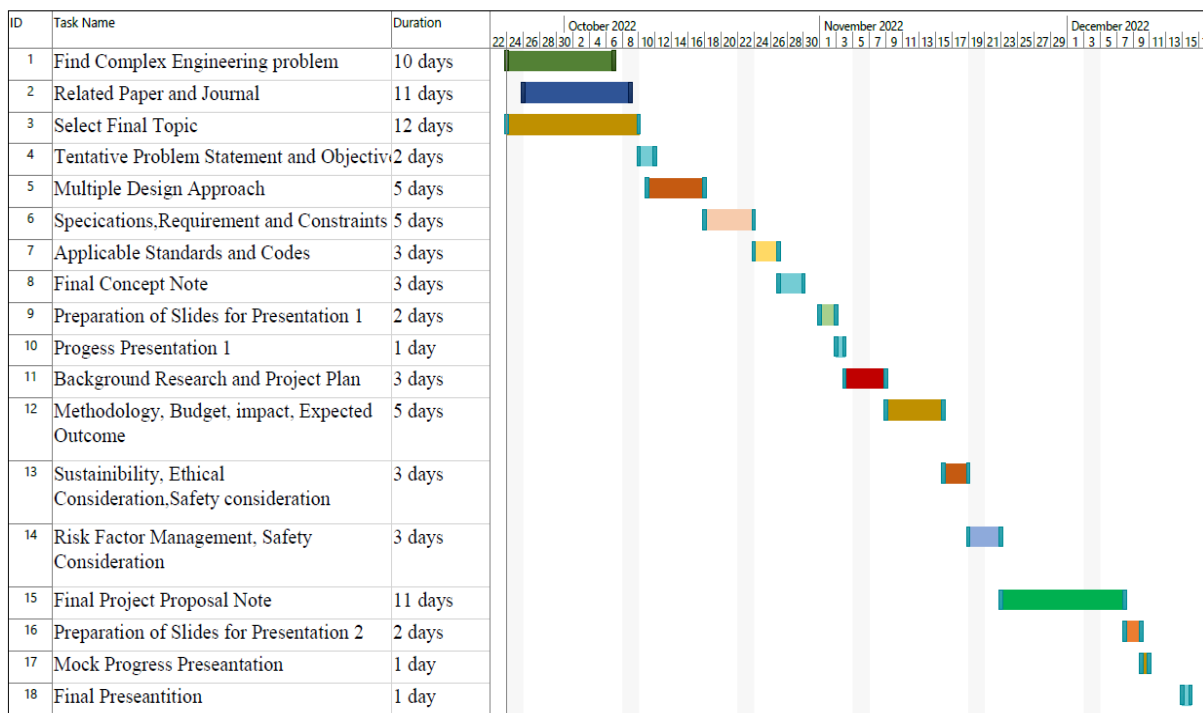 ID Task Name Duration October 2022 November 2022 December 2022
22 24 26 28 30 2 4 6 8 10 12 14 16 18 20 22 24 26 28 30 1 3 5 7 9 11 13 15 17 19 21 23 25 27 29 1 3 5 7 9 11 13 15
1 Find Complex Engineering problem 10 days
2 Related Paper and Journal 11 days
3 Select Final Topic 12 days
4 Tentative Problem Statement and Objective 2 days
5 Multiple Design Approach 5 days
6 Specications,Requirement and Constraints 5 days
7 Applicable Standards and Codes 3 days
8 Final Concept Note 3 days
9 Preparation of Slides for Presentation 1 2 days
10 Progess Presentation 1 1 day
11 Background Research and Project Plan 3 days
12 Methodology, Budget, impact, Expected 5 days
Outcome
13 Sustainibility, Ethical 3 days
Consideration,Safety consideration
14 Risk Factor Management, Safety 3 days
Consideration
15 Final Project Proposal Note 11 days
16 Preparation of Slides for Presentation 2 2 days
17 Mock Progress Preseantation 1 day
18 Final Preseantition 1 day